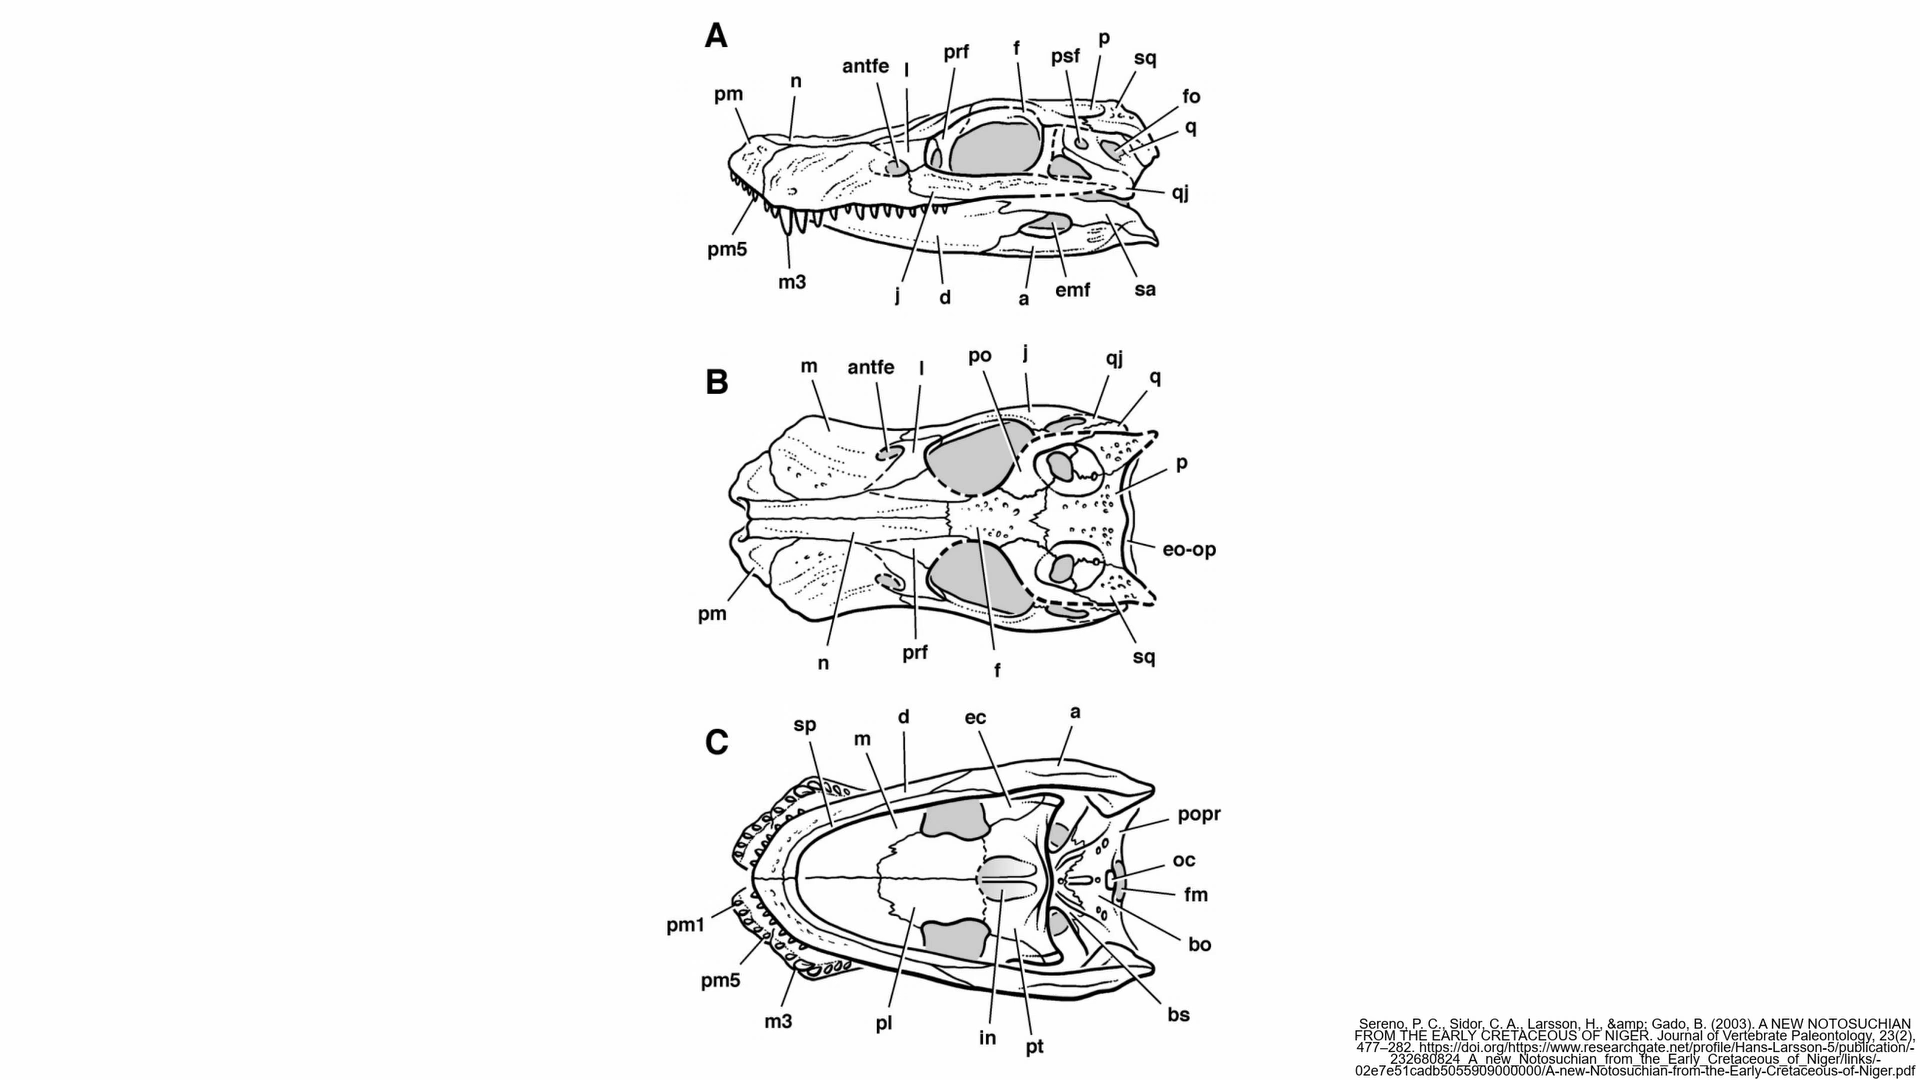 A
pm
n
antfe
l
prf
f
psf
p
sq
fo
q
qj
pm5
m3
j
d
a
emf
sa
B
m
antfe
l
po
j
qj
q
p
eo-op
pm
n
prf
f
sq
C
sp
m
d
ec
a
popr
oc
fm
pm1
bo
pm5
m3
pl
in
pt
bs
Sereno, P. C., Sidor, C. A., Larsson, H., &amp; Gado, B. (2003). A NEW NOTOSUCHIAN
FROM THE EARLY CRETACEOUS OF NIGER. Journal of Vertebrate Paleontology, 23(2),
477–282. https://doi.org/https://www.researchgate.net/profile/Hans-Larsson-5/publication/-
232680824_A_new_Notosuchian_from_the_Early_Cretaceous_of_Niger/links/-
02e7e51cadb5055909000000/A-new-Notosuchian-from-the-Early-Cretaceous-of-Niger.pdf